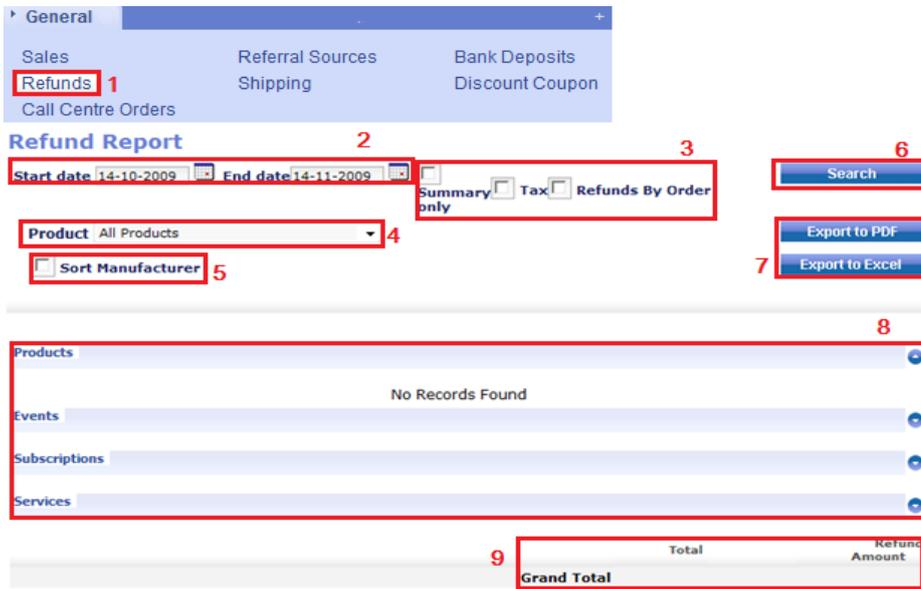 General +
Sales Referral Sources Bank Deposits
Refunds 1 Shipping Discount Coupon
Call Centre Orders
Refund Report 2 3 6
Start date 14-10-2009 End date 14-11-2009 Search
Summary only Tax Refunds By Order
Product All Products 4 Export to PDF
Sort Manufacturer 5 7 Export to Excel
8
Products
No Records Found
Events
Subscriptions
Services
9 Total Refund Amount
Grand Total